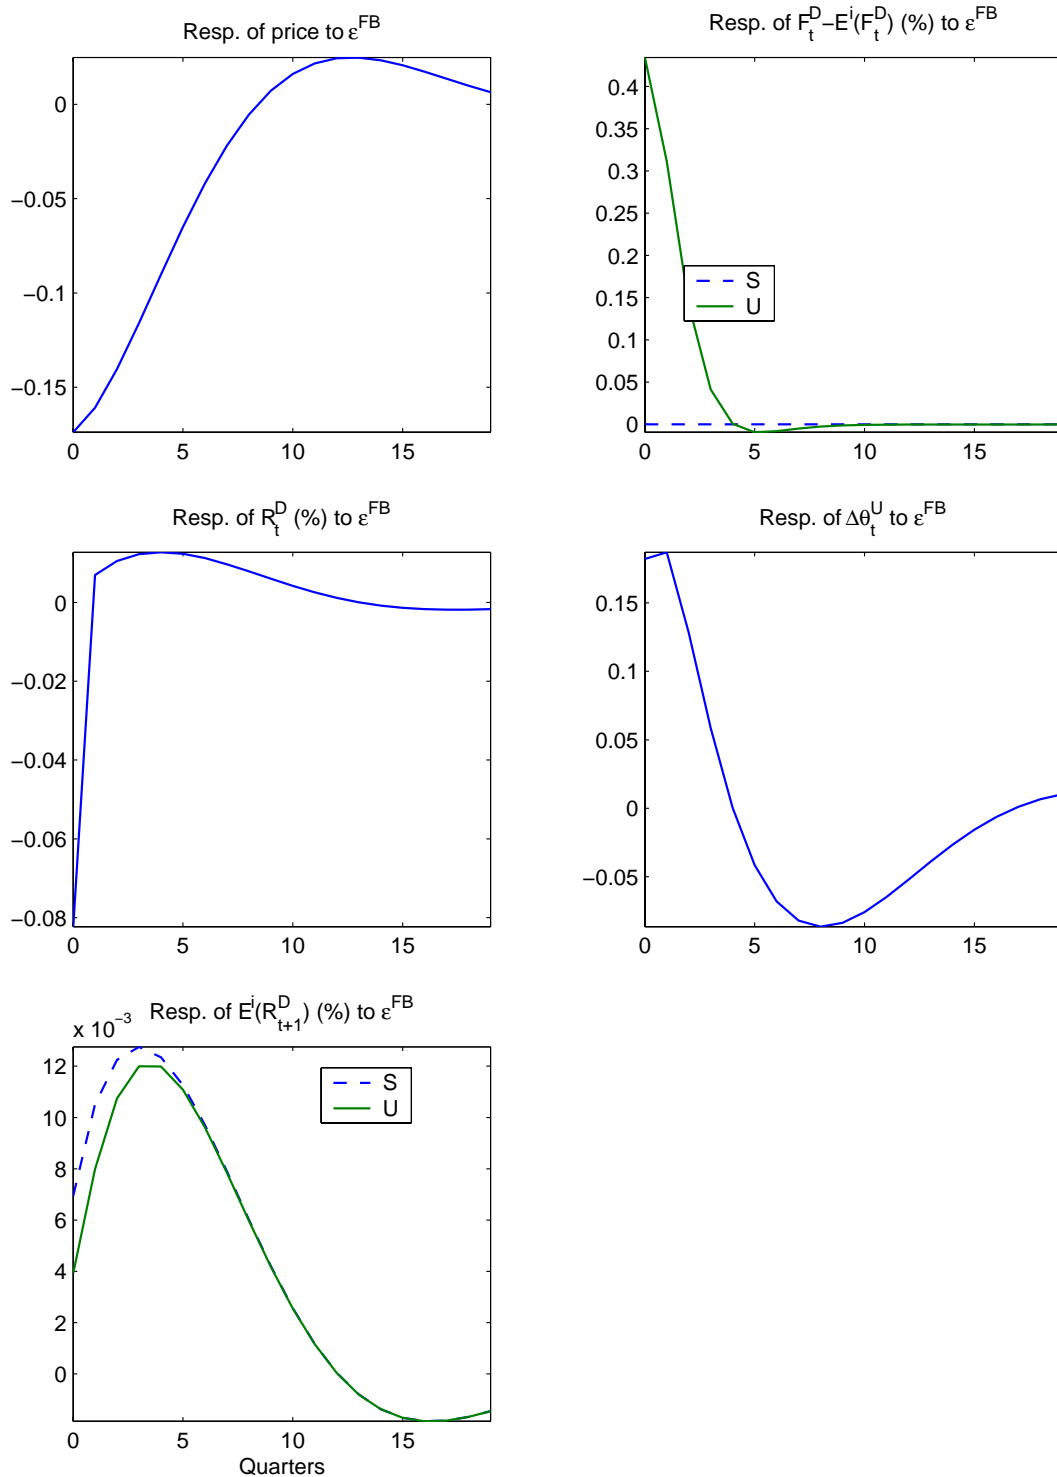 Resp. of price to ε^FB
0
−0.05
−0.1
−0.15
0 5 10 15
Resp. of F_t^D−E^i(F_t^D) (%) to ε^FB
0.4
0.35
0.3
0.25
0.2
0.15
0.1
0.05
0
S
U
0 5 10 15
Resp. of R_t^D (%) to ε^FB
0
−0.02
−0.04
−0.06
−0.08
0 5 10 15
Resp. of Δθ_t^U to ε^FB
0.15
0.1
0.05
0
−0.05
0 5 10 15
Resp. of E^i(R_{t+1}^D) (%) to ε^FB
x 10^−3
12
10
8
6
4
2
0
S
U
0 5 10 15
Quarters